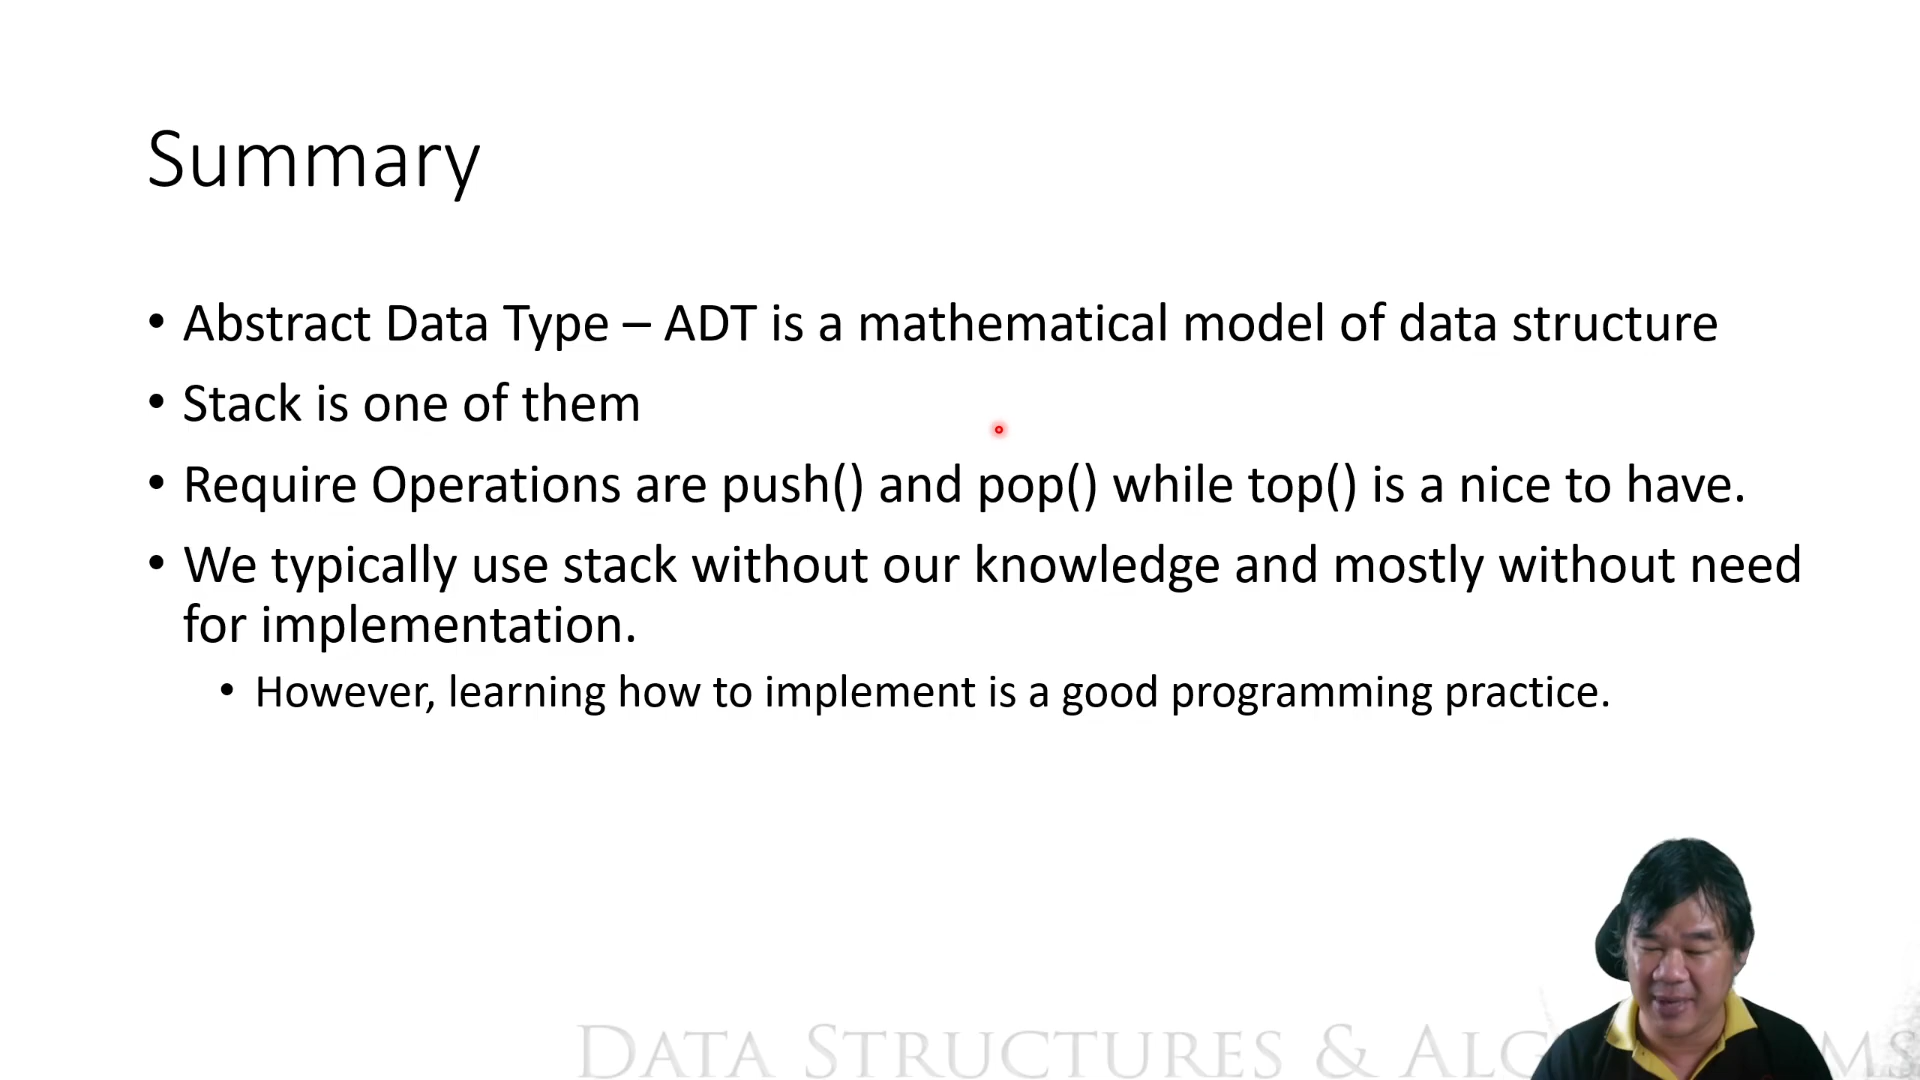 Summary
• Abstract Data Type – ADT is a mathematical model of data structure
• Stack is one of them
• Require Operations are push() and pop() while top() is a nice to have.
• We typically use stack without our knowledge and mostly without need
for implementation.
• However, learning how to implement is a good programming practice.
DATA STRUCTURES &